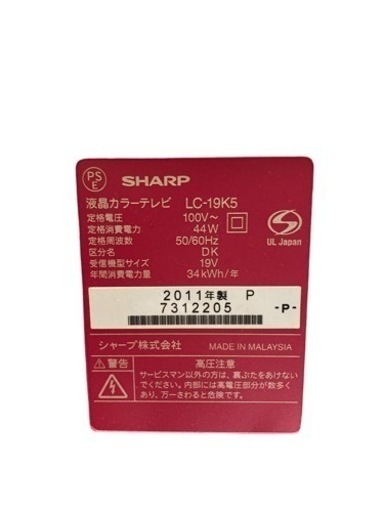 PS
E
SHARP
液晶カラーテレビ LC-19K5
定格電圧 100V~
定格消費電力 44W
定格周波数 50/60Hz
区分名 DK
受信機型サイズ 19V
年間消費電力量 34kWh/年
UL Japan
2011年製 P
7312205 -P-
シャープ株式会社 MADE IN MALAYSIA
警告 高圧注意
サービスマン以外の方は、裏ぶたをあけない
でください。内部には高電圧部分が数多く
あり、万一さわると危険です。